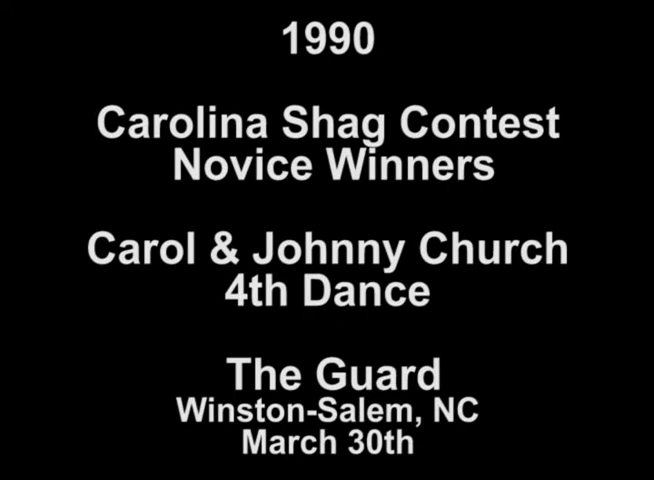 1990
Carolina Shag Contest
Novice Winners
Carol & Johnny Church
4th Dance
The Guard
Winston-Salem, NC
March 30th